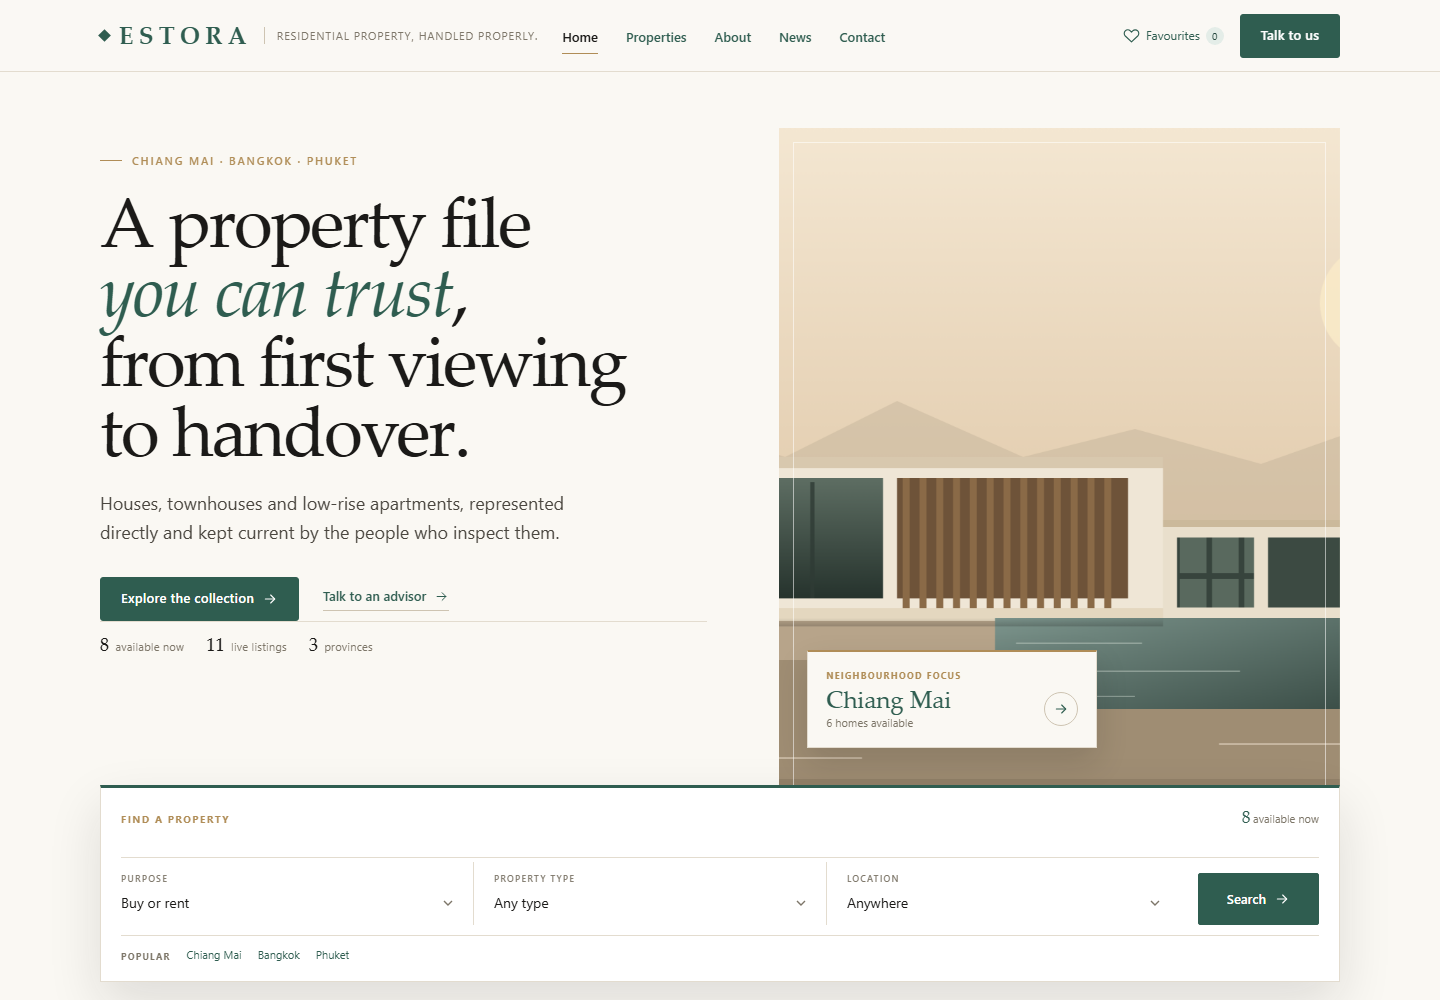 ESTORA
RESIDENTIAL PROPERTY, HANDLED PROPERLY.
Home
Properties
About
News
Contact
Favourites
0
Talk to us
CHIANG MAI · BANGKOK · PHUKET
A property file
you can trust,
from first viewing
to handover.
Houses, townhouses and low-rise apartments, represented
directly and kept current by the people who inspect them.
Explore the collection
Talk to an advisor
8 available now
11 live listings
3 provinces
NEIGHBOURHOOD FOCUS
Chiang Mai
6 homes available
FIND A PROPERTY
8 available now
PURPOSE
Buy or rent
PROPERTY TYPE
Any type
LOCATION
Anywhere
Search
POPULAR
Chiang Mai
Bangkok
Phuket